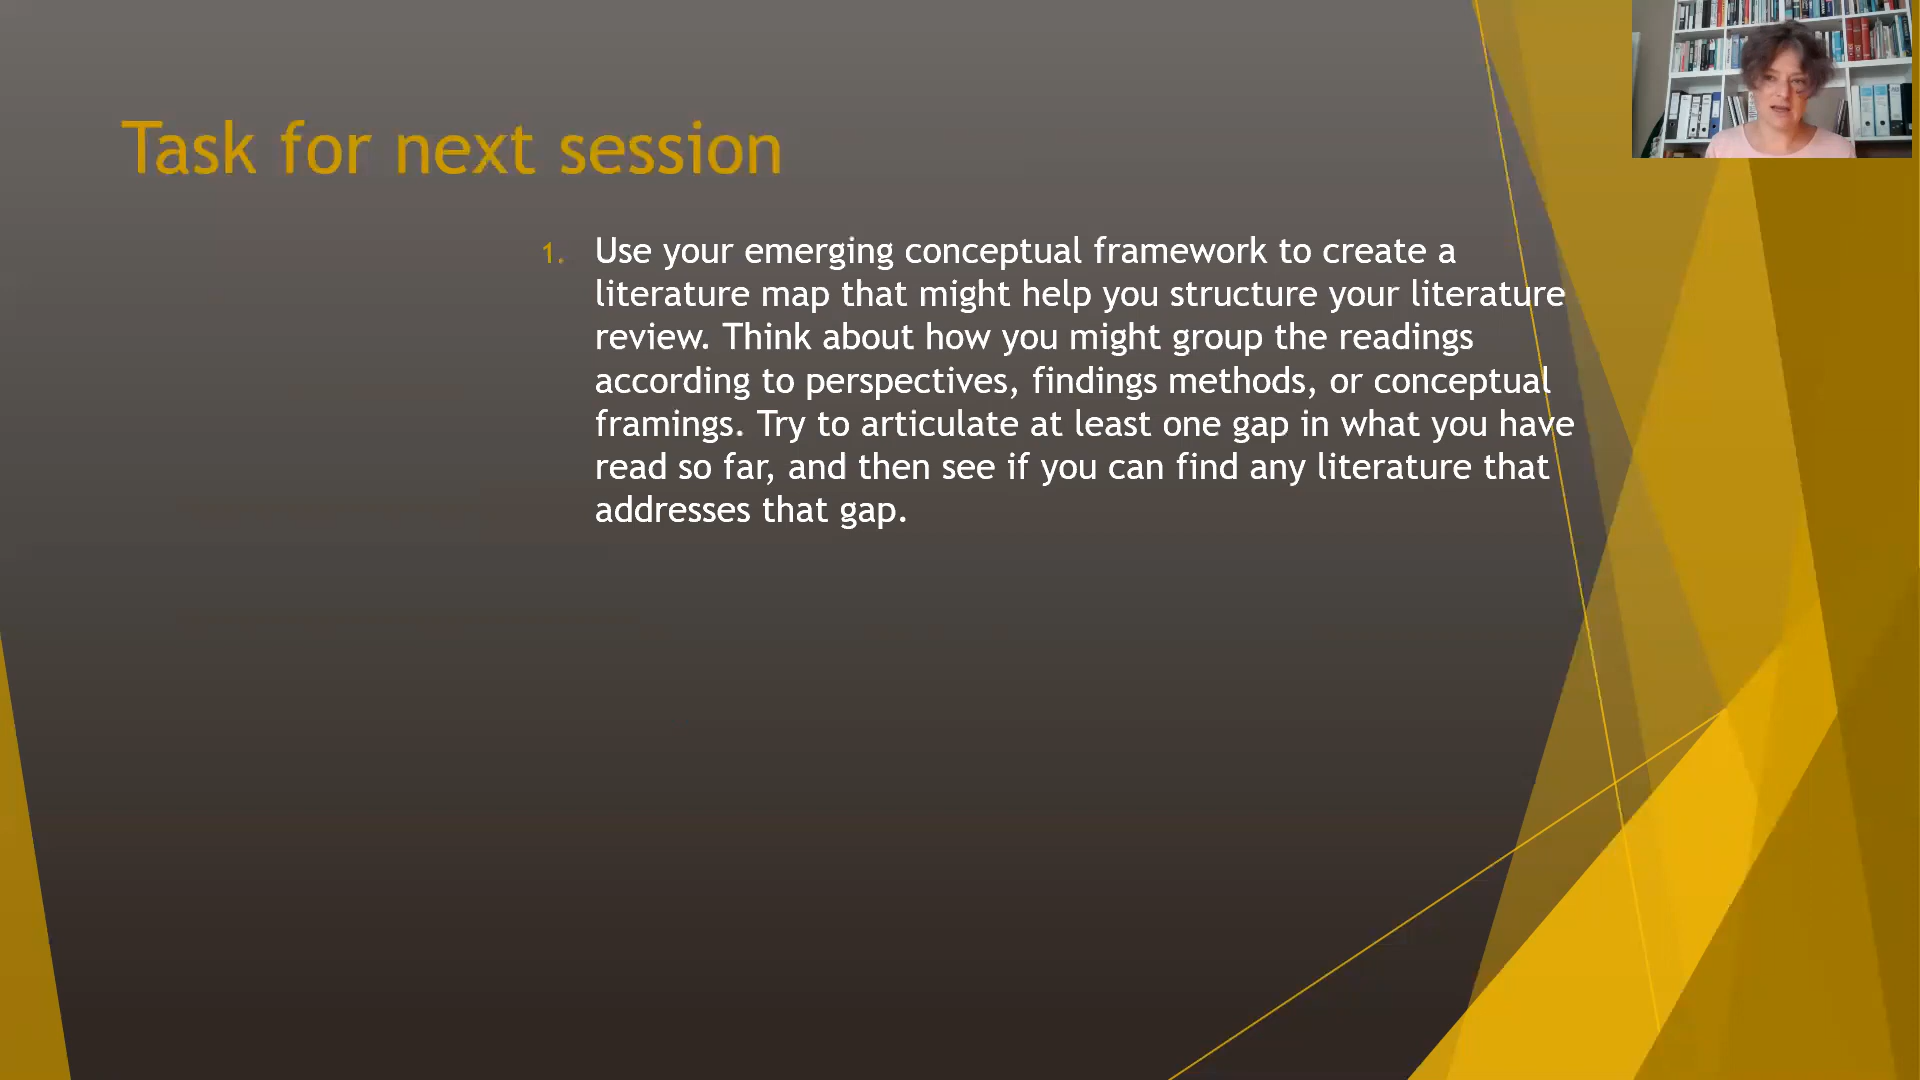 Task for next session
1. Use your emerging conceptual framework to create a
literature map that might help you structure your literature
review. Think about how you might group the readings
according to perspectives, findings methods, or conceptual
framings. Try to articulate at least one gap in what you have
read so far, and then see if you can find any literature that
addresses that gap.